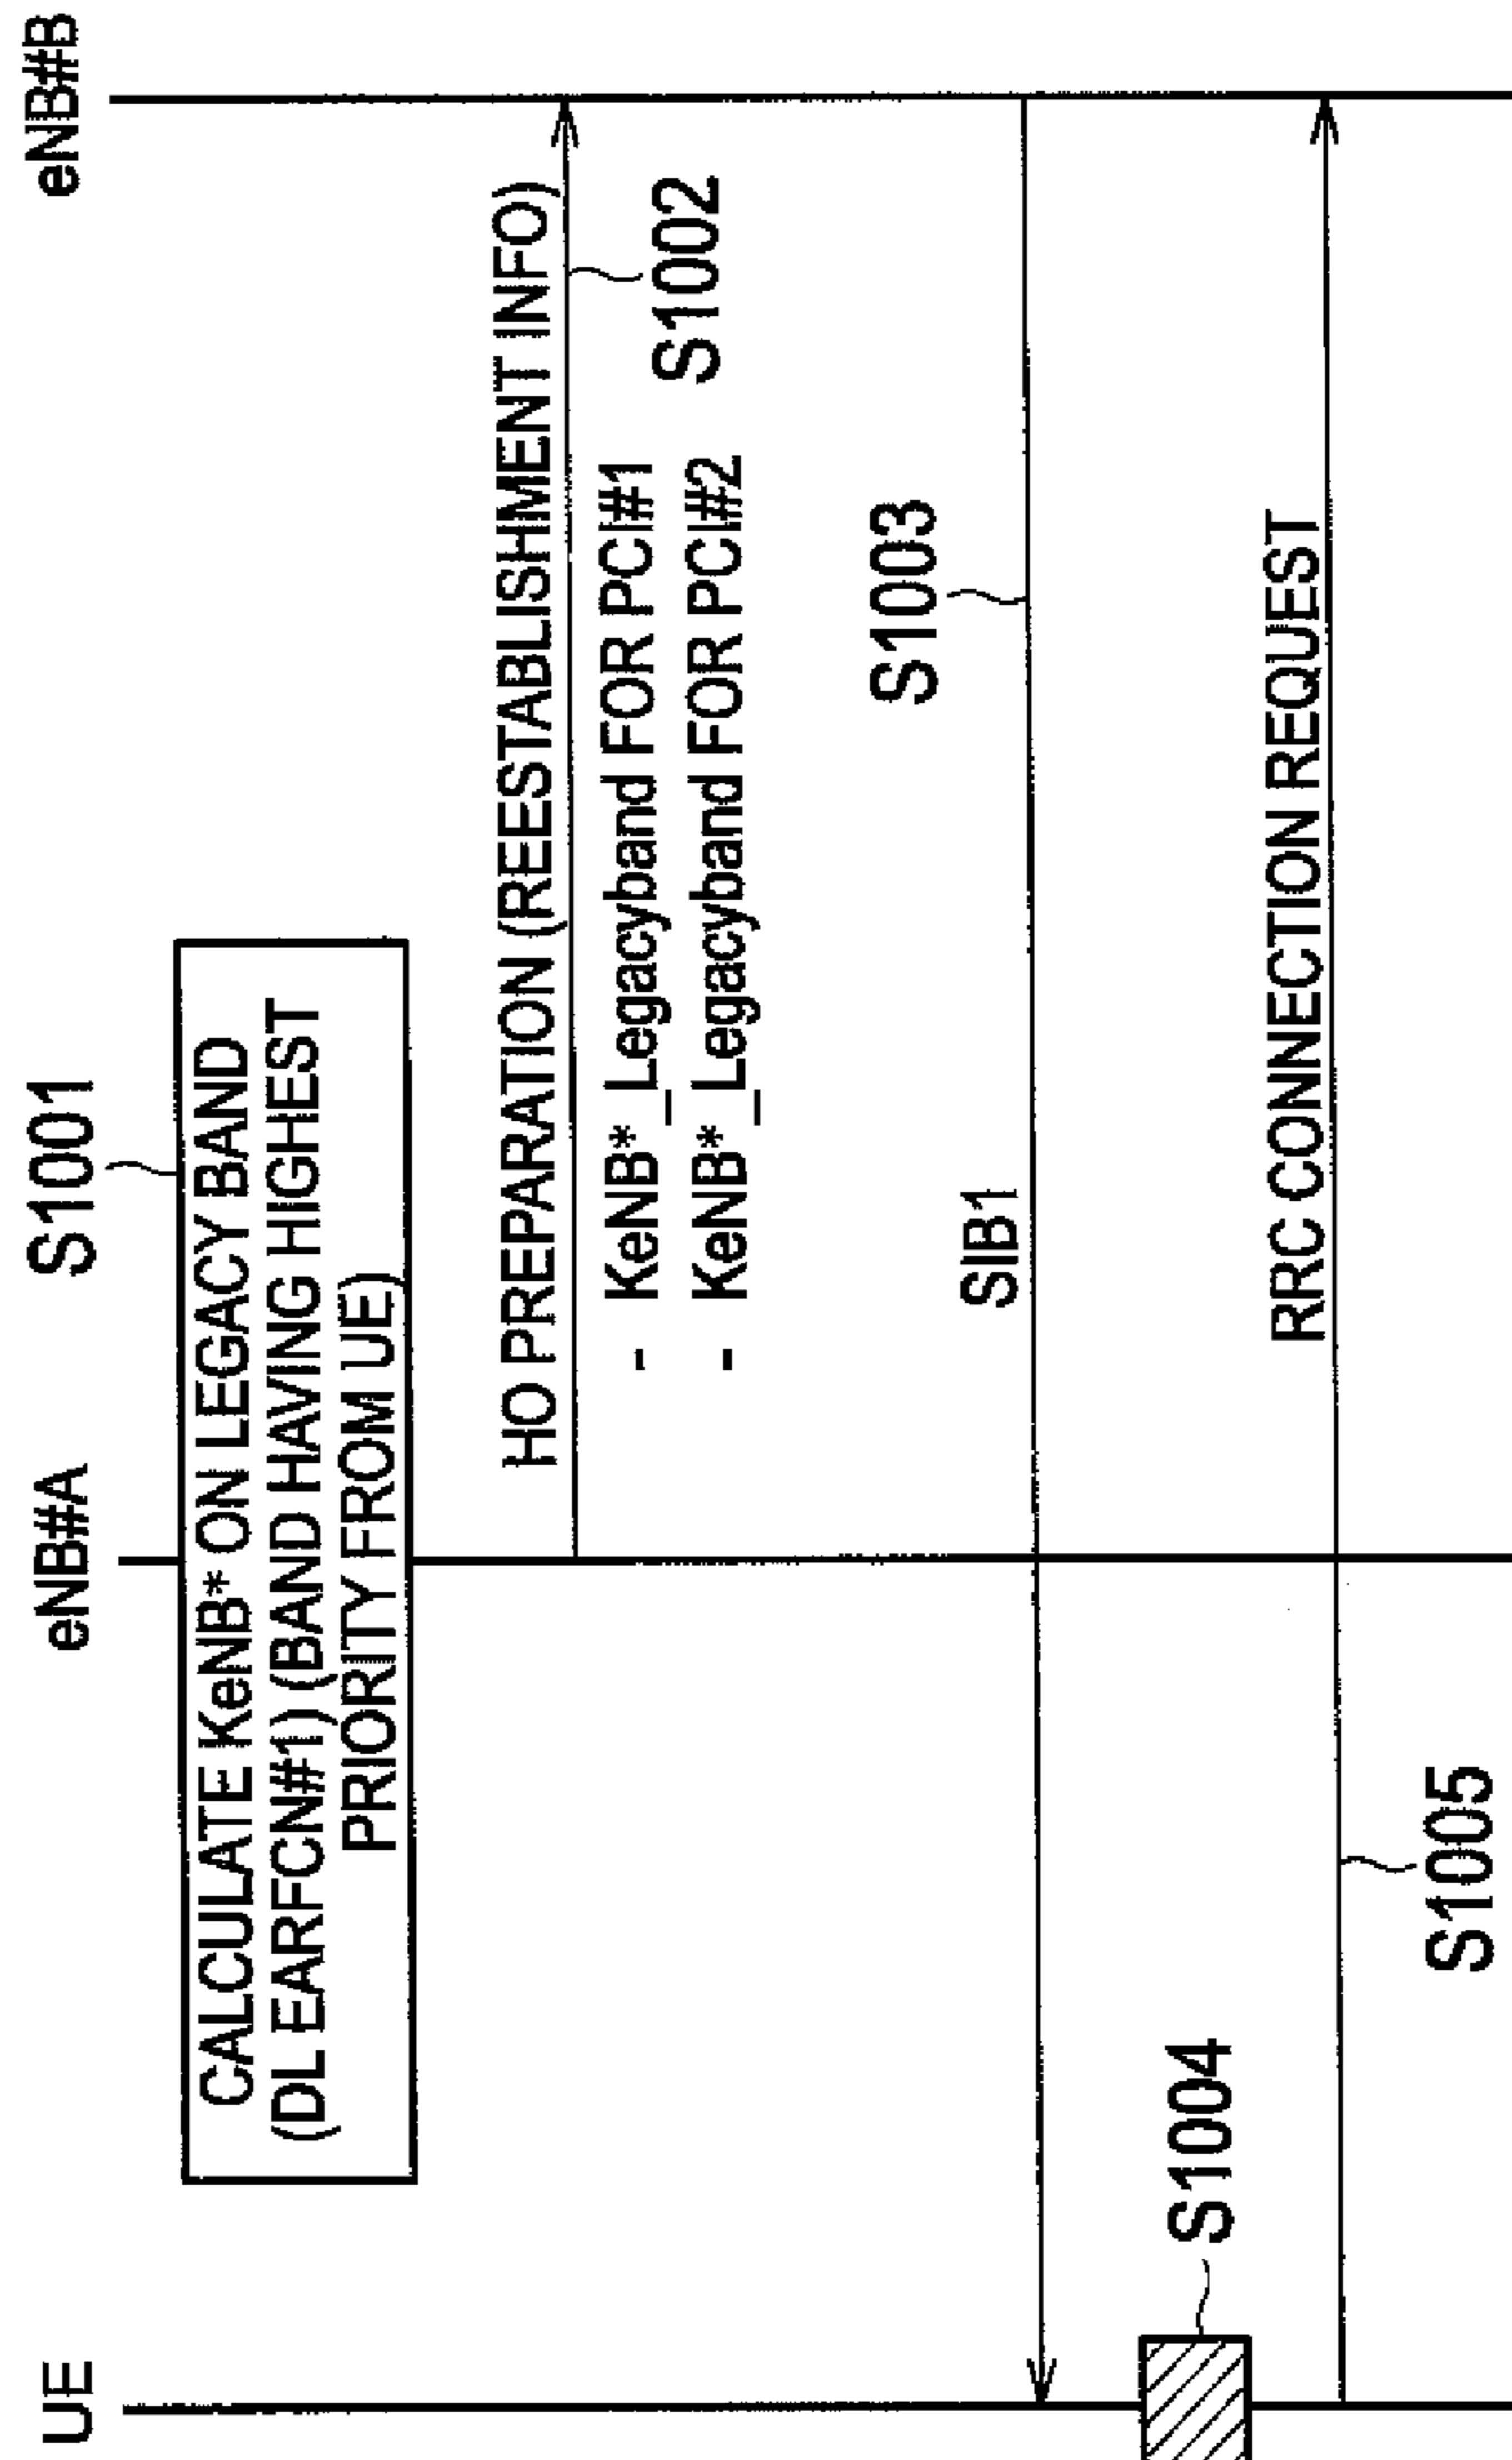 UE
eNB#A
eNB#B
S1001
CALCULATE KeNB* ON LEGACY BAND
(DL EARFCN#1) (BAND HAVING HIGHEST
PRIORITY FROM UE)
HO PREPARATION (REESTABLISHMENT INFO)
S1002
- KeNB*_Legacyband FOR PCI#1
- KeNB*_Legacyband FOR PCI#2
S1003
SIB1
S1004
RRC CONNECTION REQUEST
S1005